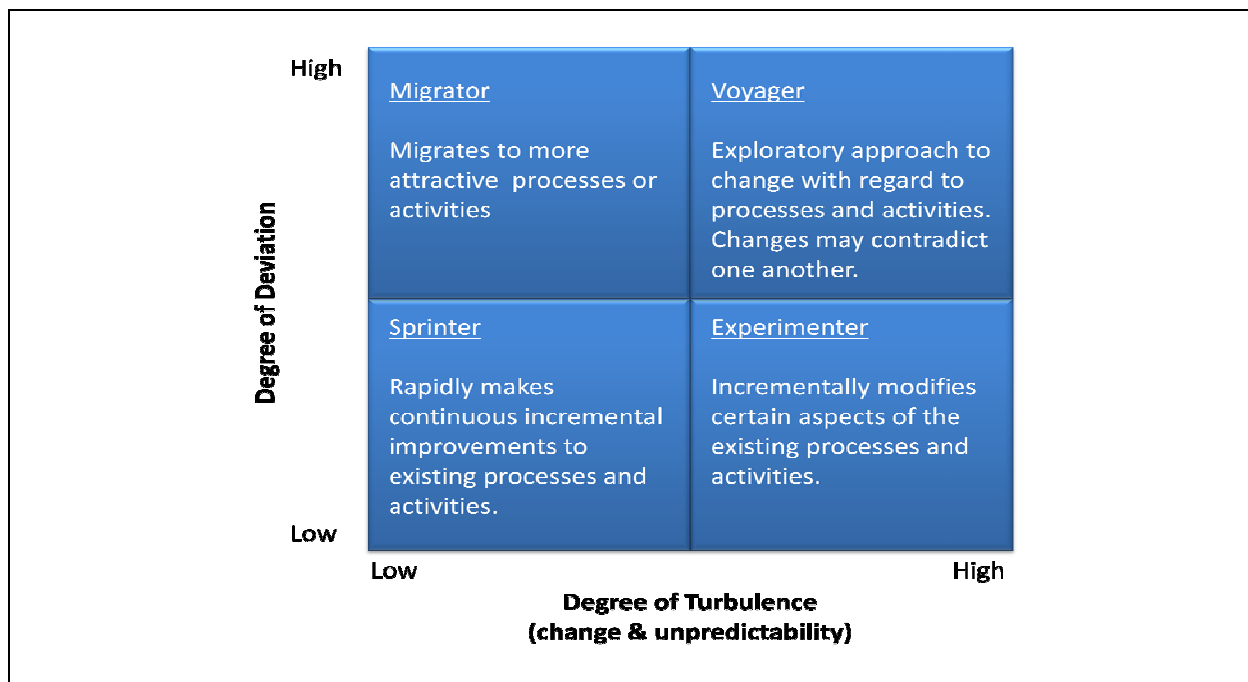 High
Migrator
Migrates to more
attractive  processes or
activities
Voyager
Exploratory approach to
change with regard to
processes and activities.
Changes may contradict
one another.
Degree of Deviation
Sprinter
Rapidly makes
continuous incremental
improvements to
existing processes and
activities.
Experimenter
Incrementally modifies
certain aspects of the
existing processes and
activities.
Low
Low
High
Degree of Turbulence
(change & unpredictability)